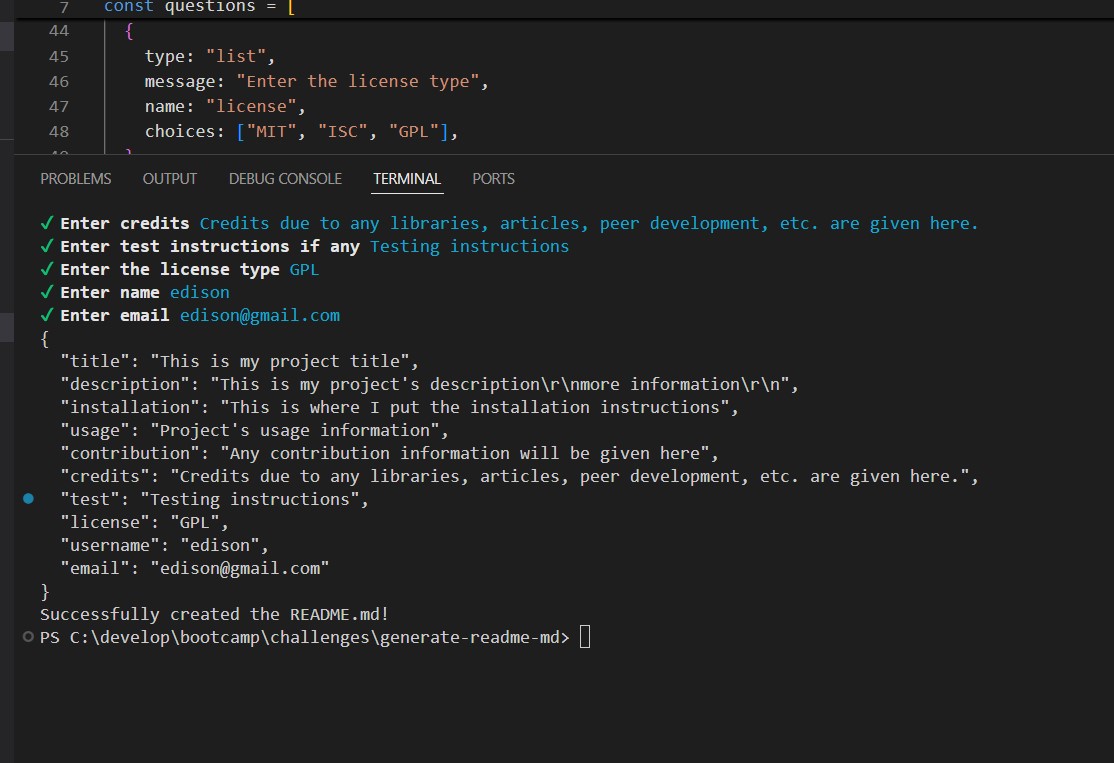 7 const questions = [
44 {
45 type: "list",
46 message: "Enter the license type",
47 name: "license",
48 choices: ["MIT", "ISC", "GPL"],
PROBLEMS OUTPUT DEBUG CONSOLE TERMINAL PORTS
✓ Enter credits Credits due to any libraries, articles, peer development, etc. are given here.
✓ Enter test instructions if any Testing instructions
✓ Enter the license type GPL
✓ Enter name edison
✓ Enter email edison@gmail.com
{
"title": "This is my project title",
"description": "This is my project's description\r\nmore information\r\n",
"installation": "This is where I put the installation instructions",
"usage": "Project's usage information",
"contribution": "Any contribution information will be given here",
"credits": "Credits due to any libraries, articles, peer development, etc. are given here.",
"test": "Testing instructions",
"license": "GPL",
"username": "edison",
"email": "edison@gmail.com"
}
Successfully created the README.md!
PS C:\develop\bootcamp\challenges\generate-readme-md>